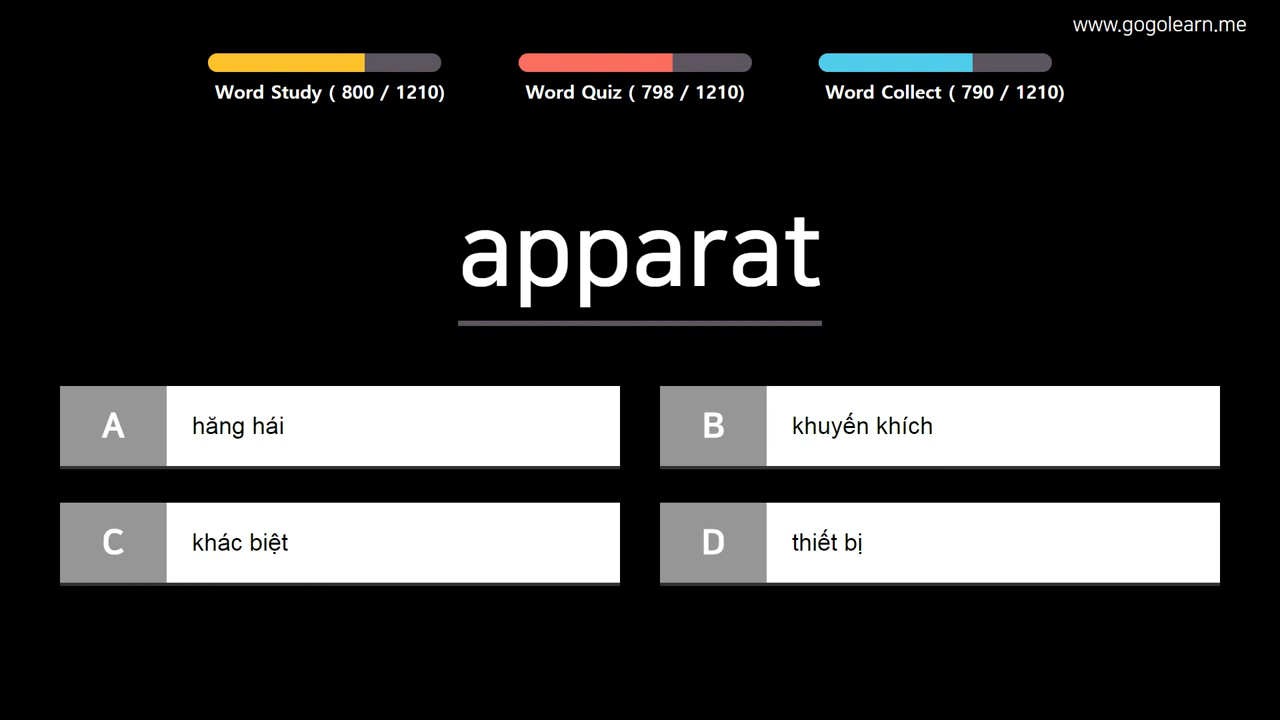 www.gogolearn.me
Word Study ( 800 / 1210)
Word Quiz ( 798 / 1210)
Word Collect ( 790 / 1210)
apparat
A
hăng hái
B
khuyến khích
C
khác biệt
D
thiết bị